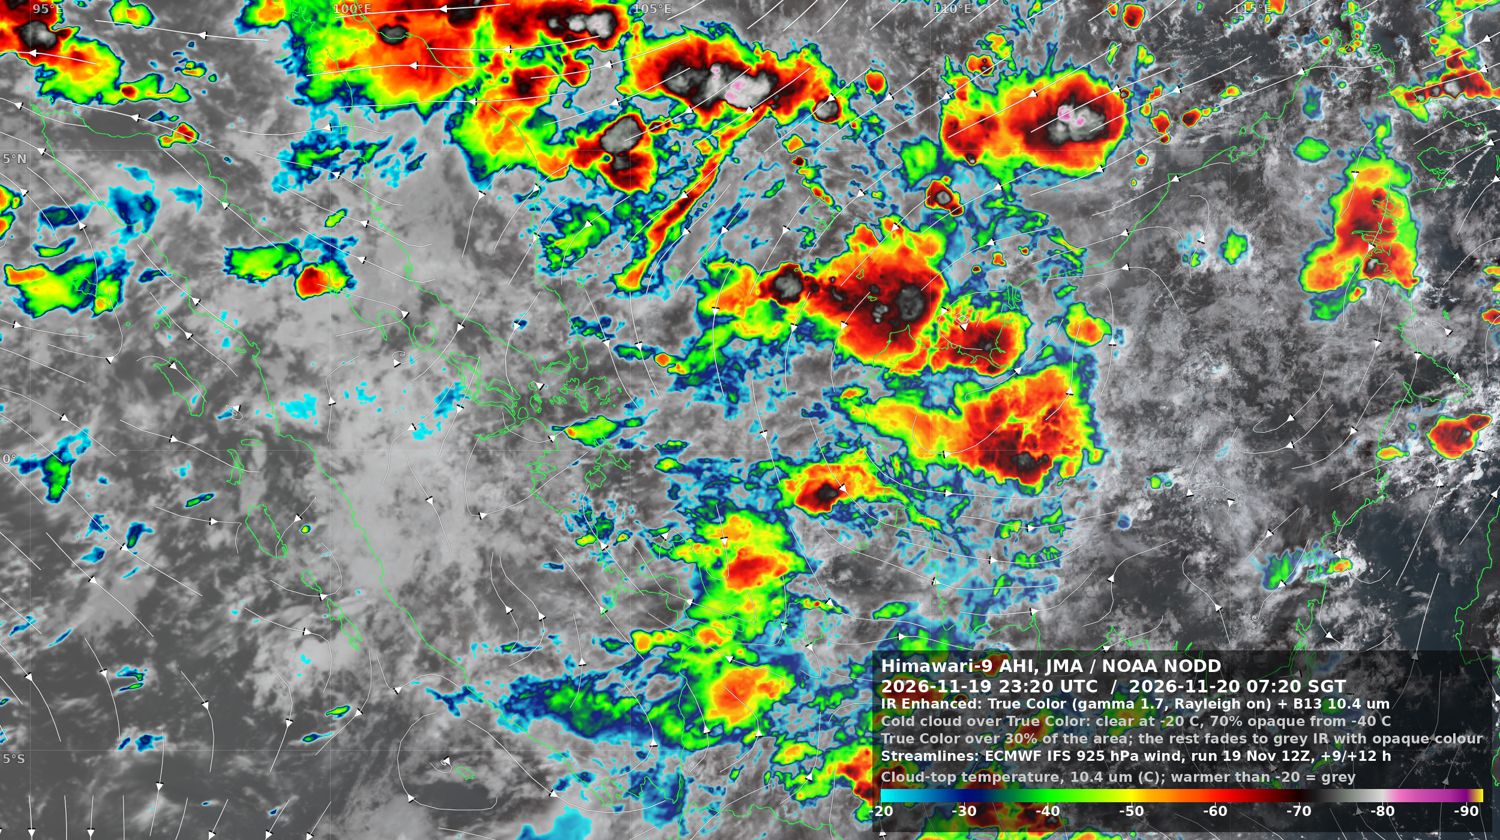 95°E 100°E 105°E 110°E 115°E
5°N
0°
5°S
Himawari-9 AHI, JMA / NOAA NODD
2026-11-19 23:20 UTC / 2026-11-20 07:20 SGT
IR Enhanced: True Color (gamma 1.7, Rayleigh on) + B13 10.4 um
Cold cloud over True Color: clear at -20 C, 70% opaque from -40 C
True Color over 30% of the area; the rest fades to grey IR with opaque colour
Streamlines: ECMWF IFS 925 hPa wind, run 19 Nov 12Z, +9/+12 h
Cloud-top temperature, 10.4 um (C); warmer than -20 = grey
-20 -30 -40 -50 -60 -70 -80 -90